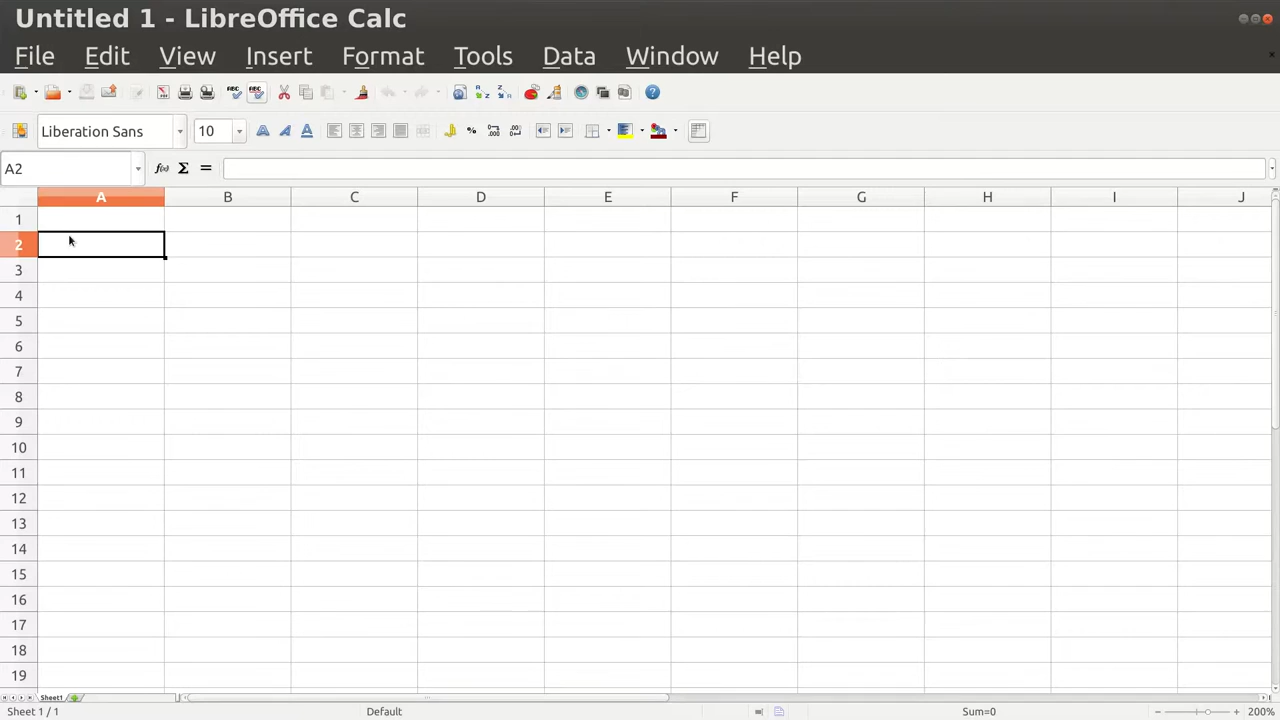 Untitled 1 - LibreOffice Calc
File Edit View Insert Format Tools Data Window Help
Liberation Sans 10
A2
A B C D E F G H I J
1
2
3
4
5
6
7
8
9
10
11
12
13
14
15
16
17
18
19
Sheet1
Sheet 1 / 1 Default Sum=0 200%